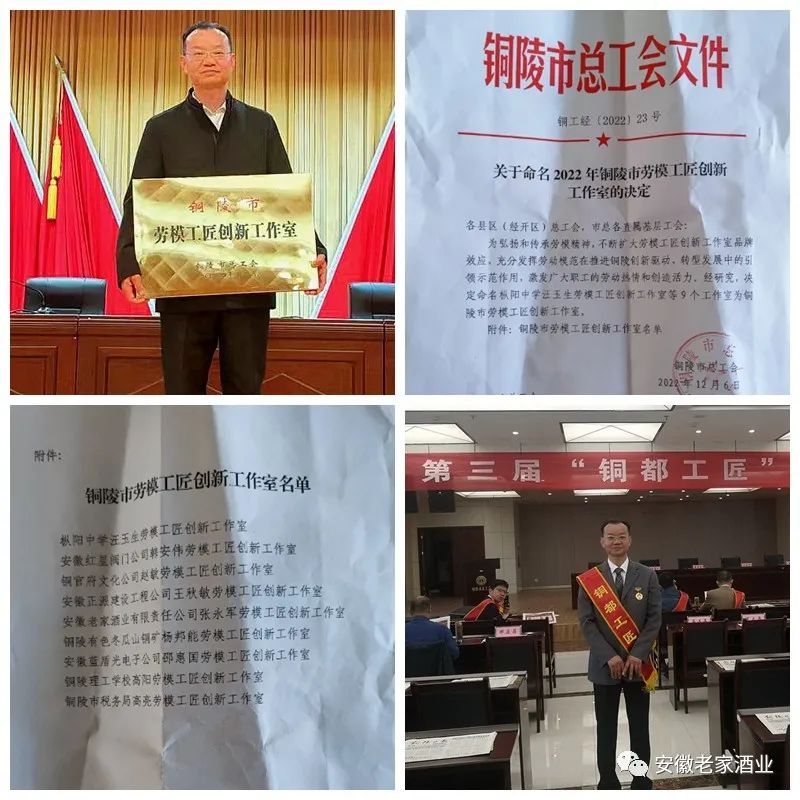 铜陵市
劳模工匠创新工作室
铜陵市总工会
铜陵市总工会文件
铜工经〔2022〕23号
关于命名2022年铜陵市劳模工匠创新
工作室的决定
各县区（经开区）总工会，市总各直属基层工会：
为弘扬和传承劳模精神，不断扩大劳模工匠创新工作室品牌
效应，充分发挥劳动模范在推进铜陵创新驱动、转型发展中的引
领示范作用，激发广大职工的劳动热情和创造活力。经研究，决
定命名枞阳中学汪玉生劳模工匠创新工作室等9个工作室为铜
陵市劳模工匠创新工作室。
附件：铜陵市劳模工匠创新工作室名单
铜陵市总工会
2022年12月6日
附件：
铜陵市劳模工匠创新工作室名单
枞阳中学汪玉生劳模工匠创新工作室
安徽红星阀门公司韩安伟劳模工匠创新工作室
铜官府文化公司赵敏劳模工匠创新工作室
安徽正源建设工程公司王秋敏劳模工匠创新工作室
安徽老家酒业有限责任公司张永军劳模工匠创新工作室
铜陵有色冬瓜山铜矿杨邦能劳模工匠创新工作室
安徽蓝盾光电子公司邵惠国劳模工匠创新工作室
铜陵理工学校高阳劳模工匠创新工作室
铜陵市税务局高亮劳模工匠创新工作室
第三届“铜都工匠”
铜都工匠
安徽老家酒业